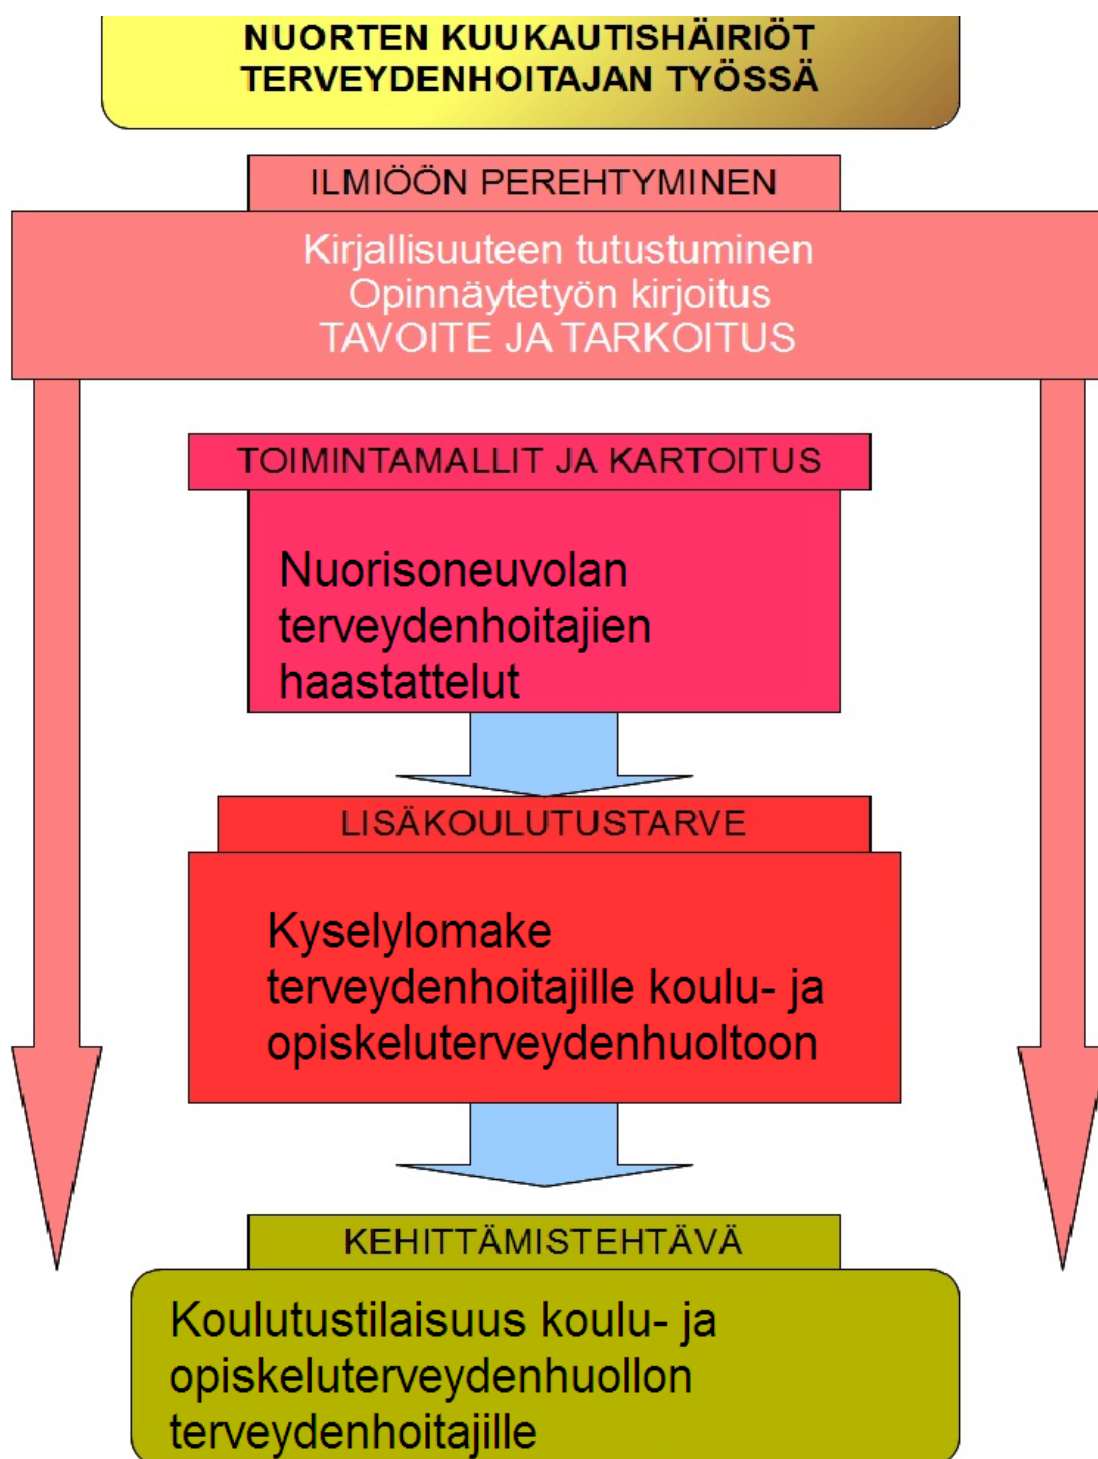 NUORTEN KUUKAUTISHÄIRIÖT
TERVEYDENHOITAJAN TYÖSSÄ
ILMIÖÖN PEREHTYMINEN
Kirjallisuuteen tutustuminen
Opinnäytetyön kirjoitus
TAVOITE JA TARKOITUS
TOIMINTAMALLIT JA KARTOITUS
Nuorisoneuvolan
terveydenhoitajien
haastattelut
LISÄKOULUTUSTARVE
Kyselylomake
terveydenhoitajille koulu- ja
opiskeluterveydenhuoltoon
KEHITTÄMISTEHTÄVÄ
Koulutustilaisuus koulu- ja
opiskeluterveydenhuollon
terveydenhoitajille